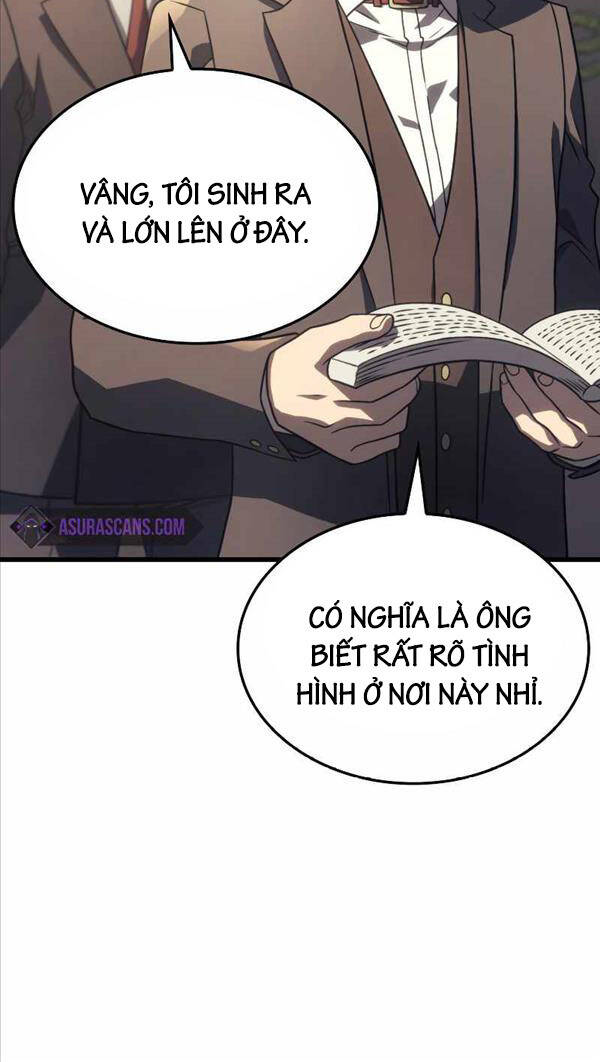 VÂNG, TÔI SINH RA
VÀ LỚN LÊN Ở ĐÂY.
ASURASCANS.COM
CÓ NGHĨA LÀ ÔNG
BIẾT RẤT RÕ TÌNH
HÌNH Ở NƠI NÀY NHỈ.